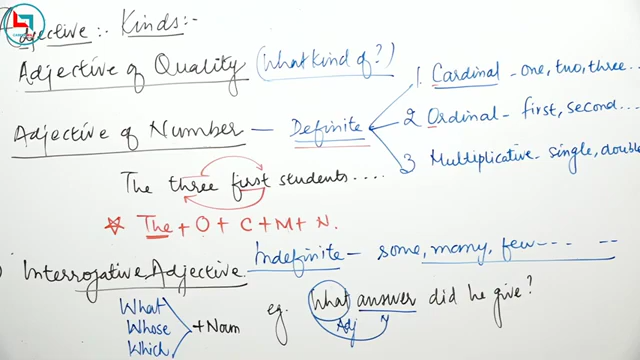 Adjective:- Kinds:-
Adjective of Quality (What Kind of?)
Adjective of Number - Definite
1. Cardinal - one, two, three...
2 Ordinal - first, second...
3 Multiplicative - single, double
The three first students.....
☆ The + O + C + M + N.
Indefinite - some, many, few---- --
Interrogative Adjective
What
Whose
Which
+ Noun
eg. What answer did he give?
Adj